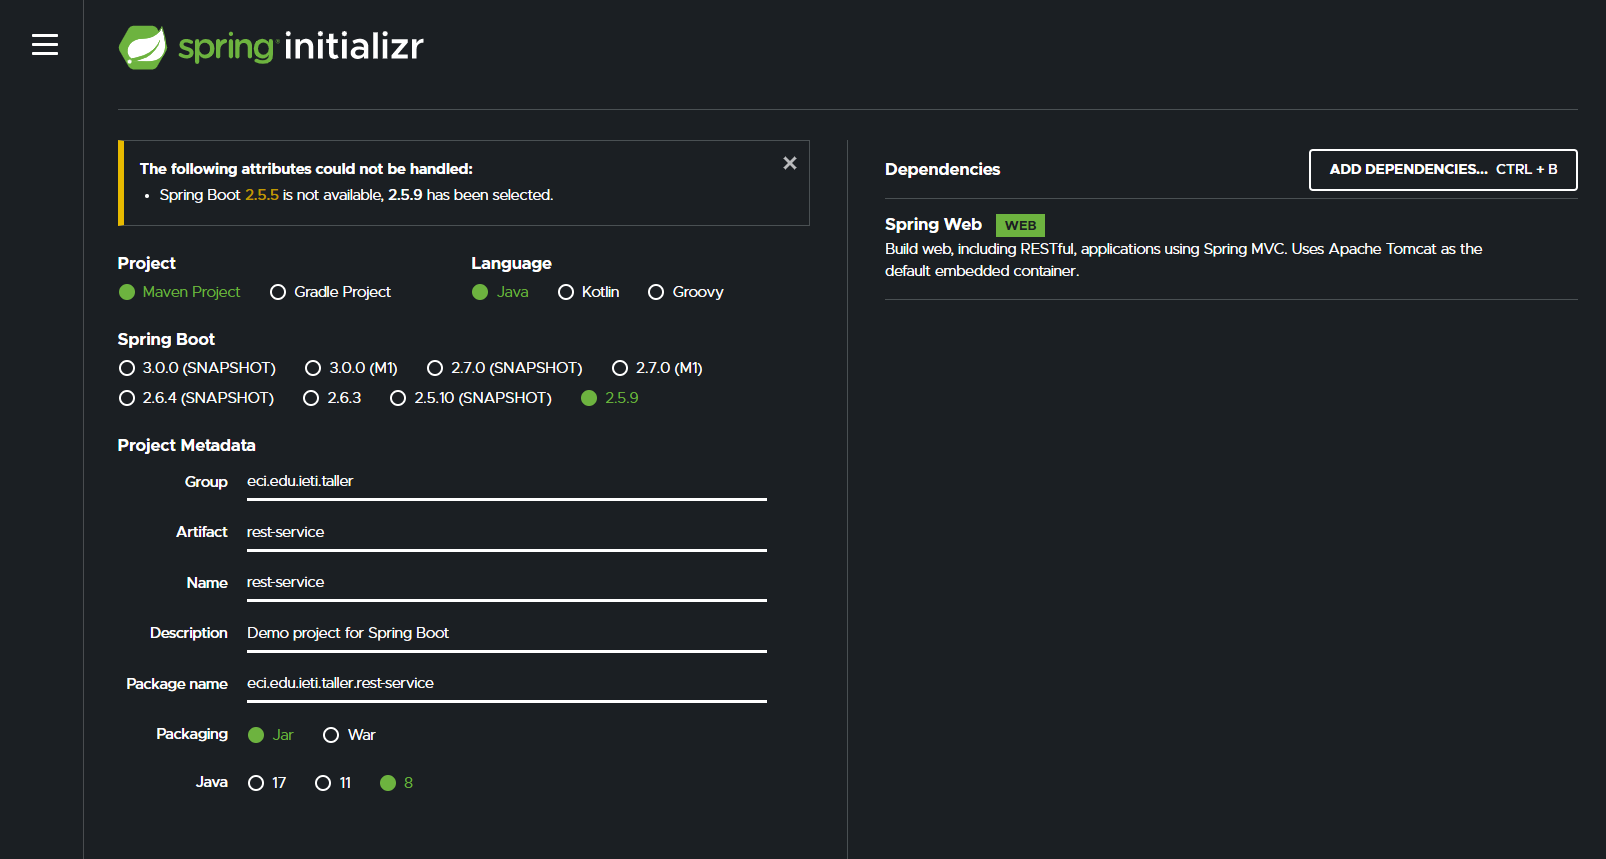 spring initializr
The following attributes could not be handled:
• Spring Boot 2.5.5 is not available, 2.5.9 has been selected.
Project
Maven Project Gradle Project
Language
Java Kotlin Groovy
Spring Boot
3.0.0 (SNAPSHOT) 3.0.0 (M1) 2.7.0 (SNAPSHOT) 2.7.0 (M1)
2.6.4 (SNAPSHOT) 2.6.3 2.5.10 (SNAPSHOT) 2.5.9
Project Metadata
Group eci.edu.ieti.taller
Artifact rest-service
Name rest-service
Description Demo project for Spring Boot
Package name eci.edu.ieti.taller.rest-service
Packaging Jar War
Java 17 11 8
Dependencies
ADD DEPENDENCIES... CTRL + B
Spring Web WEB
Build web, including RESTful, applications using Spring MVC. Uses Apache Tomcat as the
default embedded container.